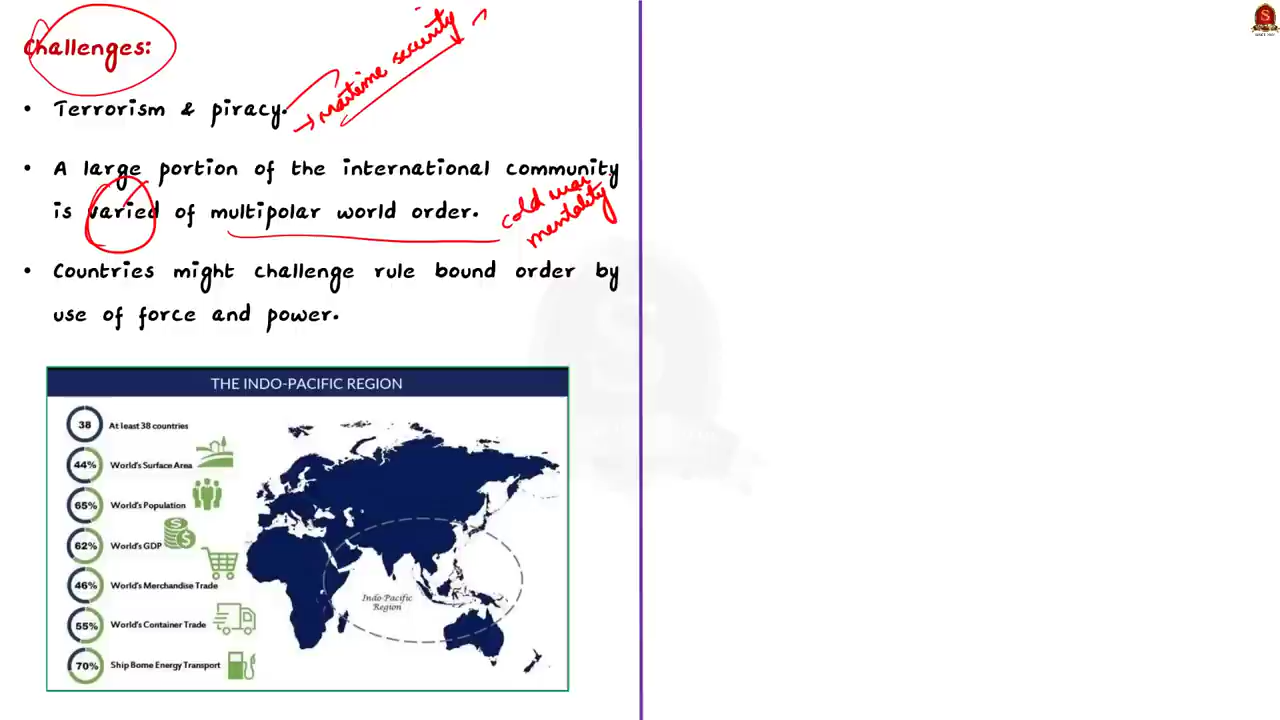 Challenges:
→ maritime security
• Terrorism & piracy.
• A large portion of the international community
is varied of multipolar world order.
cold war
mentality
• Countries might challenge rule bound order by
use of force and power.
THE INDO-PACIFIC REGION
38 At least 38 countries
44% World's Surface Area
65% World's Population
62% World's GDP
46% World's Merchandise Trade
55% World's Container Trade
70% Ship Borne Energy Transport
Indo-Pacific
Region
S